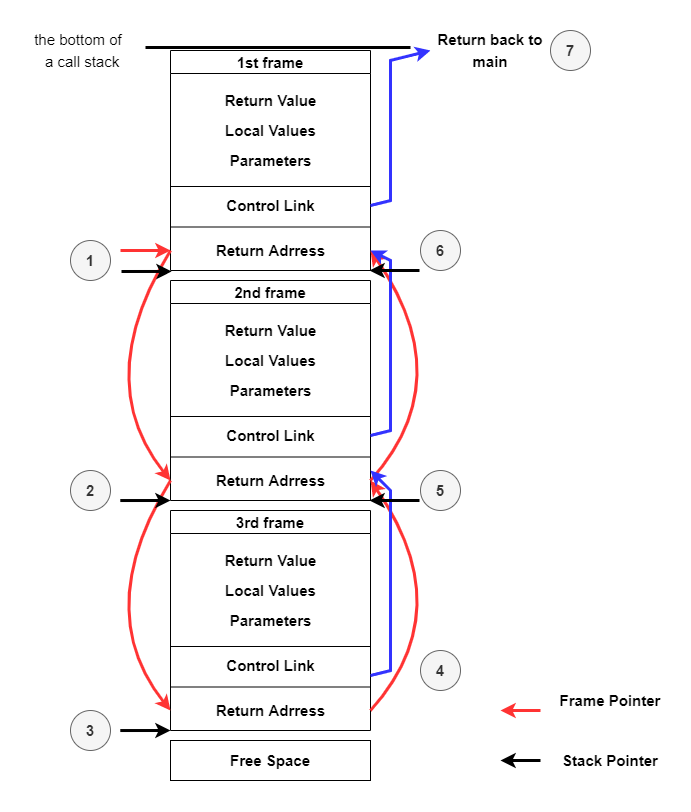 the bottom of
a call stack
Return back to
main
7
1st frame
Return Value
Local Values
Parameters
Control Link
Return Adrress
1
6
2nd frame
Return Value
Local Values
Parameters
Control Link
Return Adrress
2
5
3rd frame
Return Value
Local Values
Parameters
Control Link
4
Return Adrress
3
Frame Pointer
Free Space
Stack Pointer